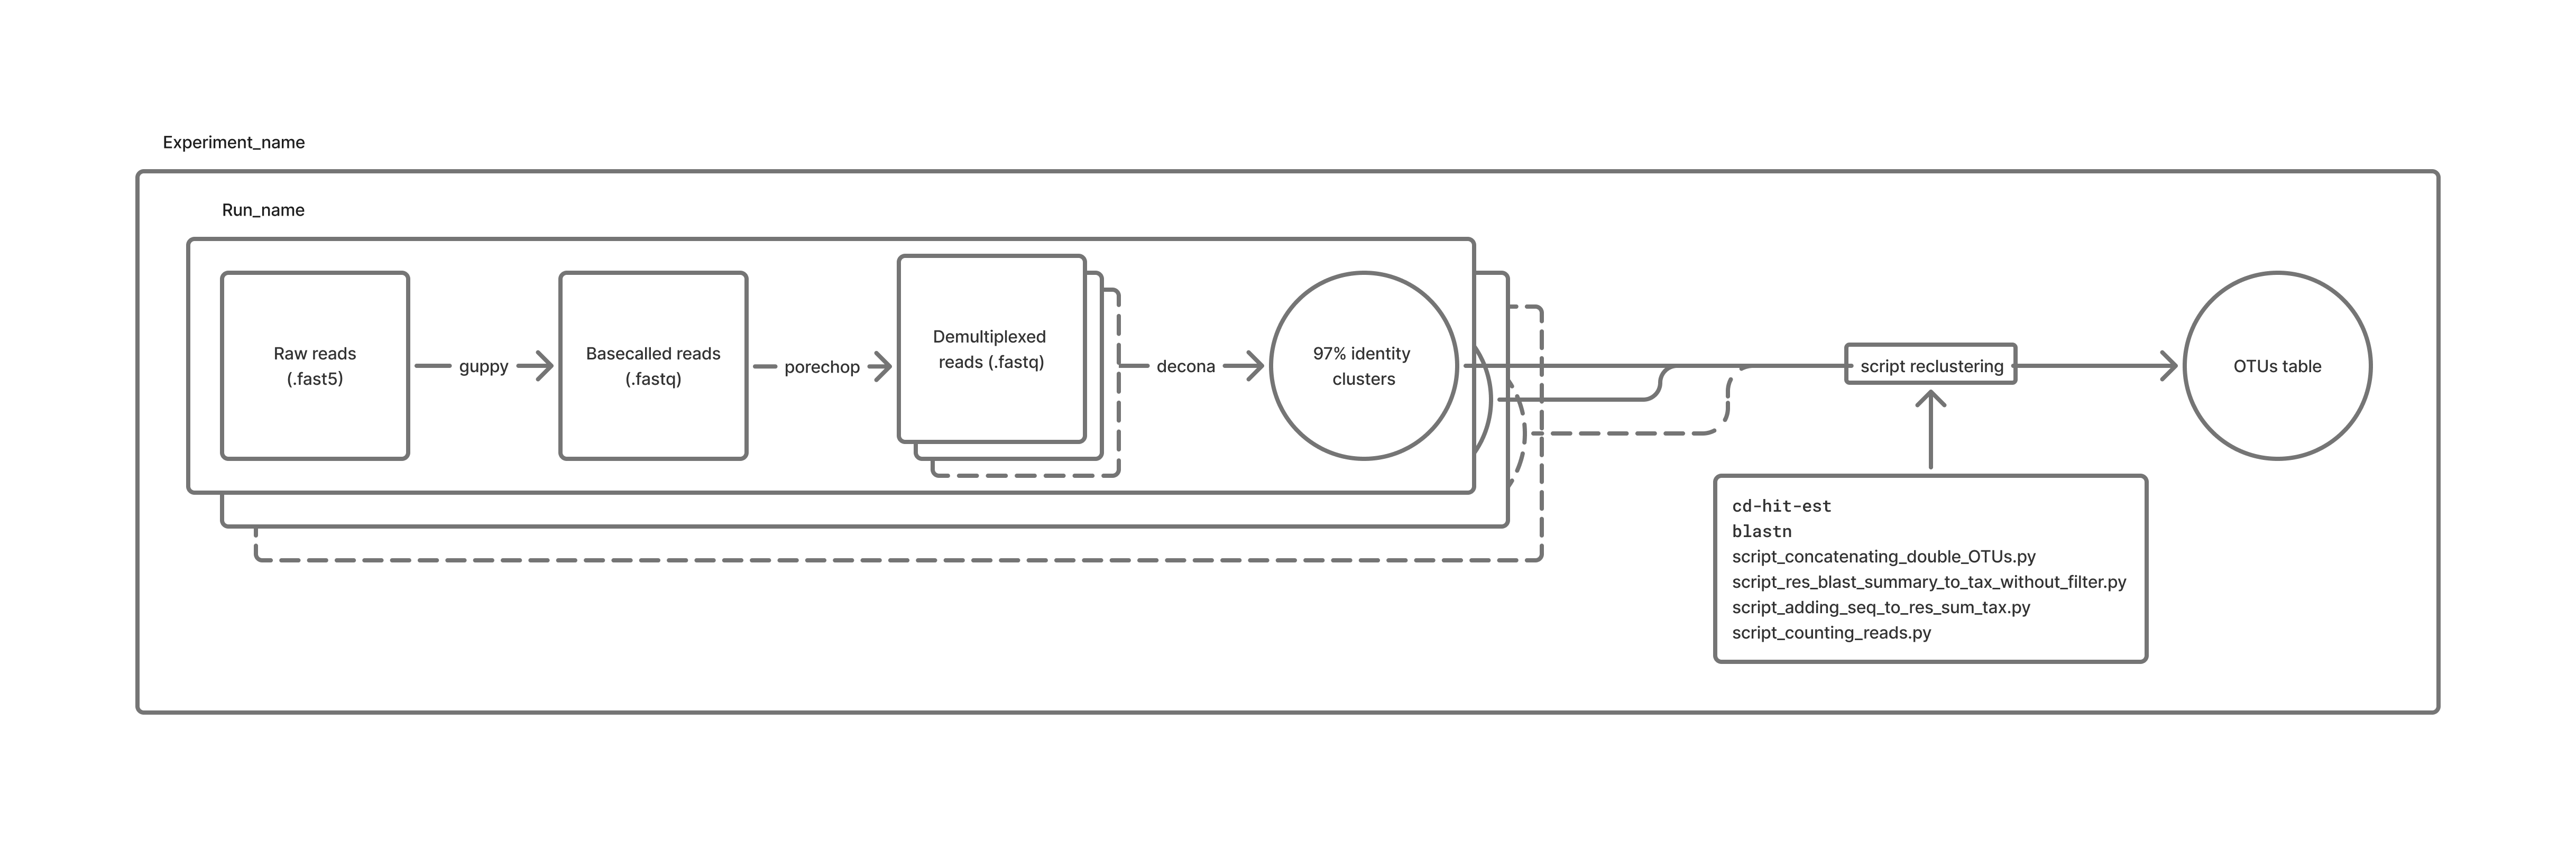 Experiment_name
Run_name
Raw reads
(.fast5)
guppy
Basecalled reads
(.fastq)
porechop
Demultiplexed
reads (.fastq)
decona
97% identity
clusters
script reclustering
OTUs table
cd-hit-est
blastn
script_concatenating_double_OTUs.py
script_res_blast_summary_to_tax_without_filter.py
script_adding_seq_to_res_sum_tax.py
script_counting_reads.py